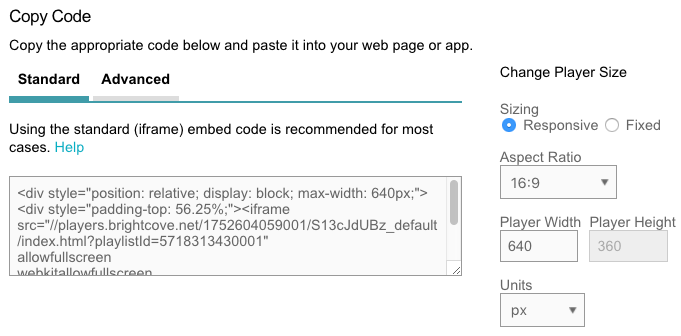 Copy Code
Copy the appropriate code below and paste it into your web page or app.
Standard Advanced
Using the standard (iframe) embed code is recommended for most
cases. Help
<div style="position: relative; display: block; max-width: 640px;">
<div style="padding-top: 56.25%;"><iframe
src="//players.brightcove.net/1752604059001/S13cJdUBz_default
/index.html?playlistId=5718313430001"
allowfullscreen
webkitallowfullscreen
Change Player Size
Sizing
Responsive Fixed
Aspect Ratio
16:9
Player Width Player Height
640 360
Units
px